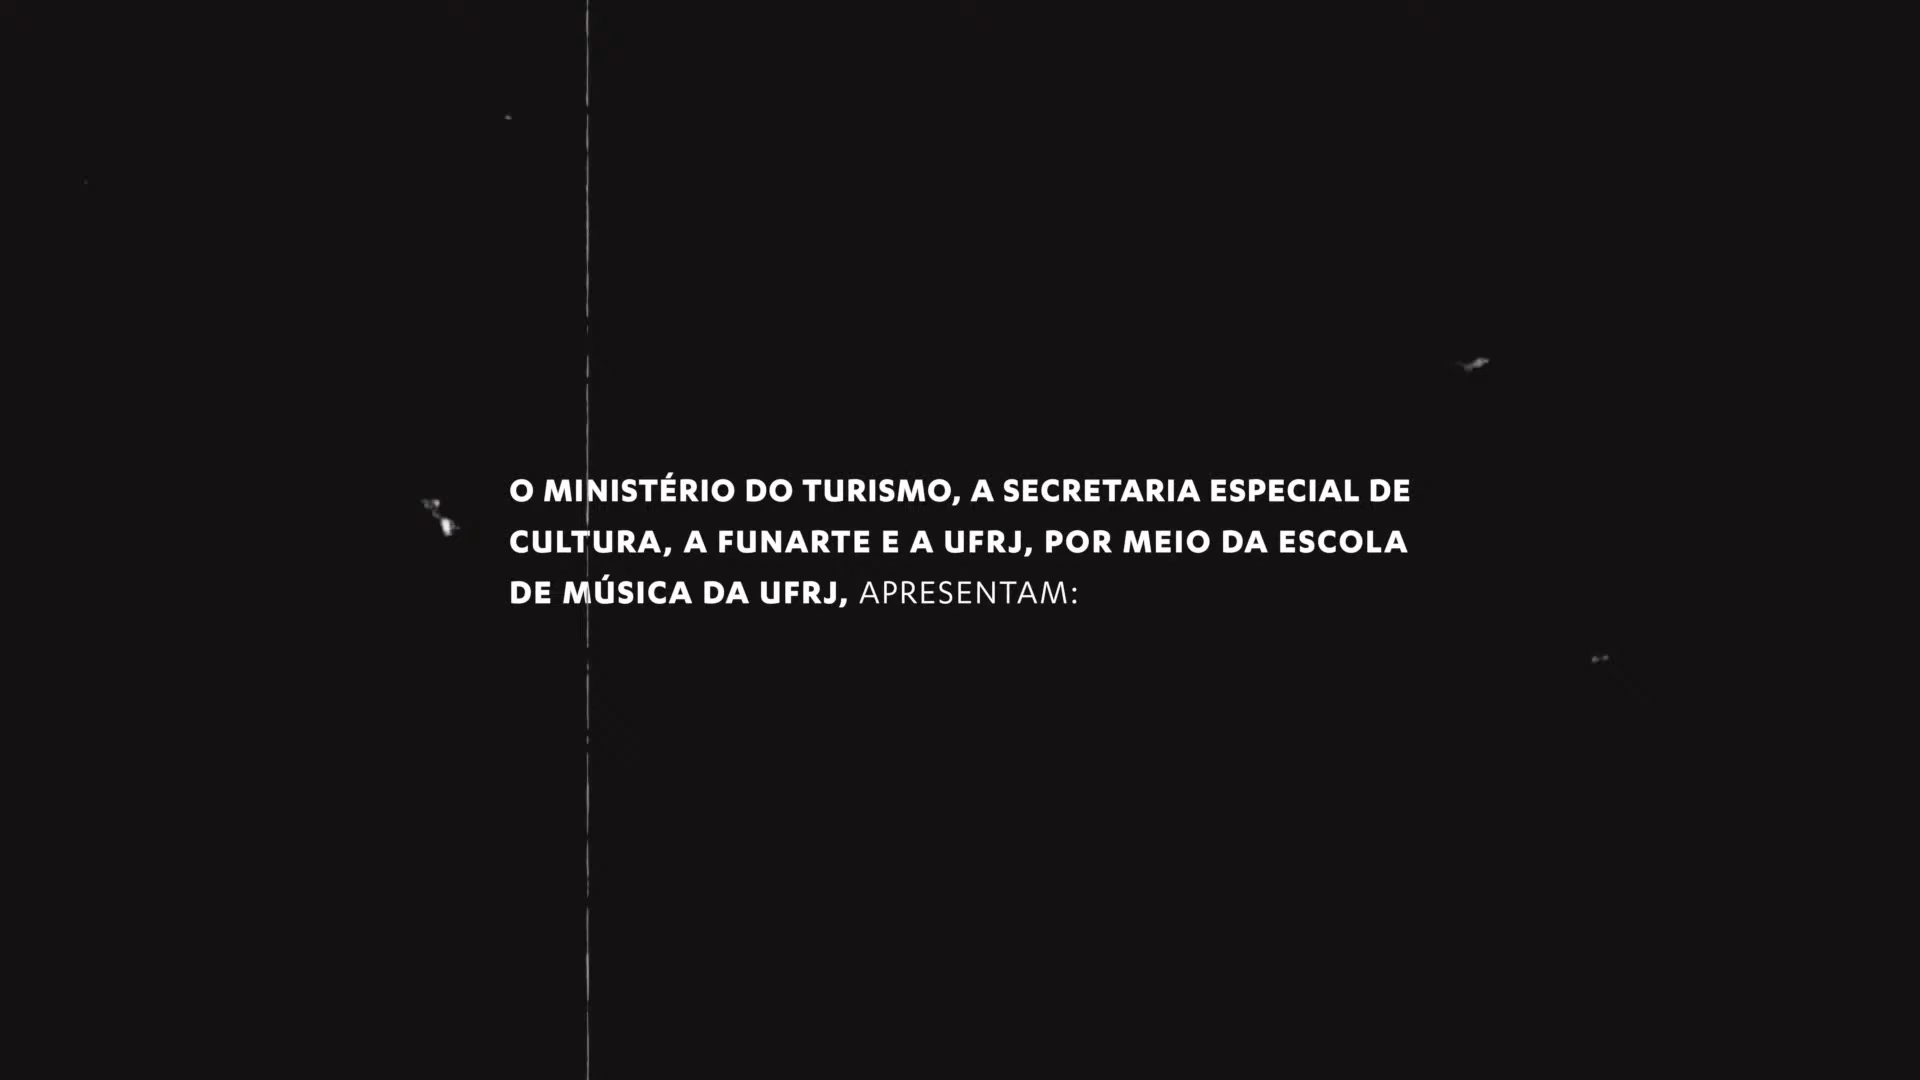 O MINISTÉRIO DO TURISMO, A SECRETARIA ESPECIAL DE
CULTURA, A FUNARTE E A UFRJ, POR MEIO DA ESCOLA
DE MÚSICA DA UFRJ, APRESENTAM: